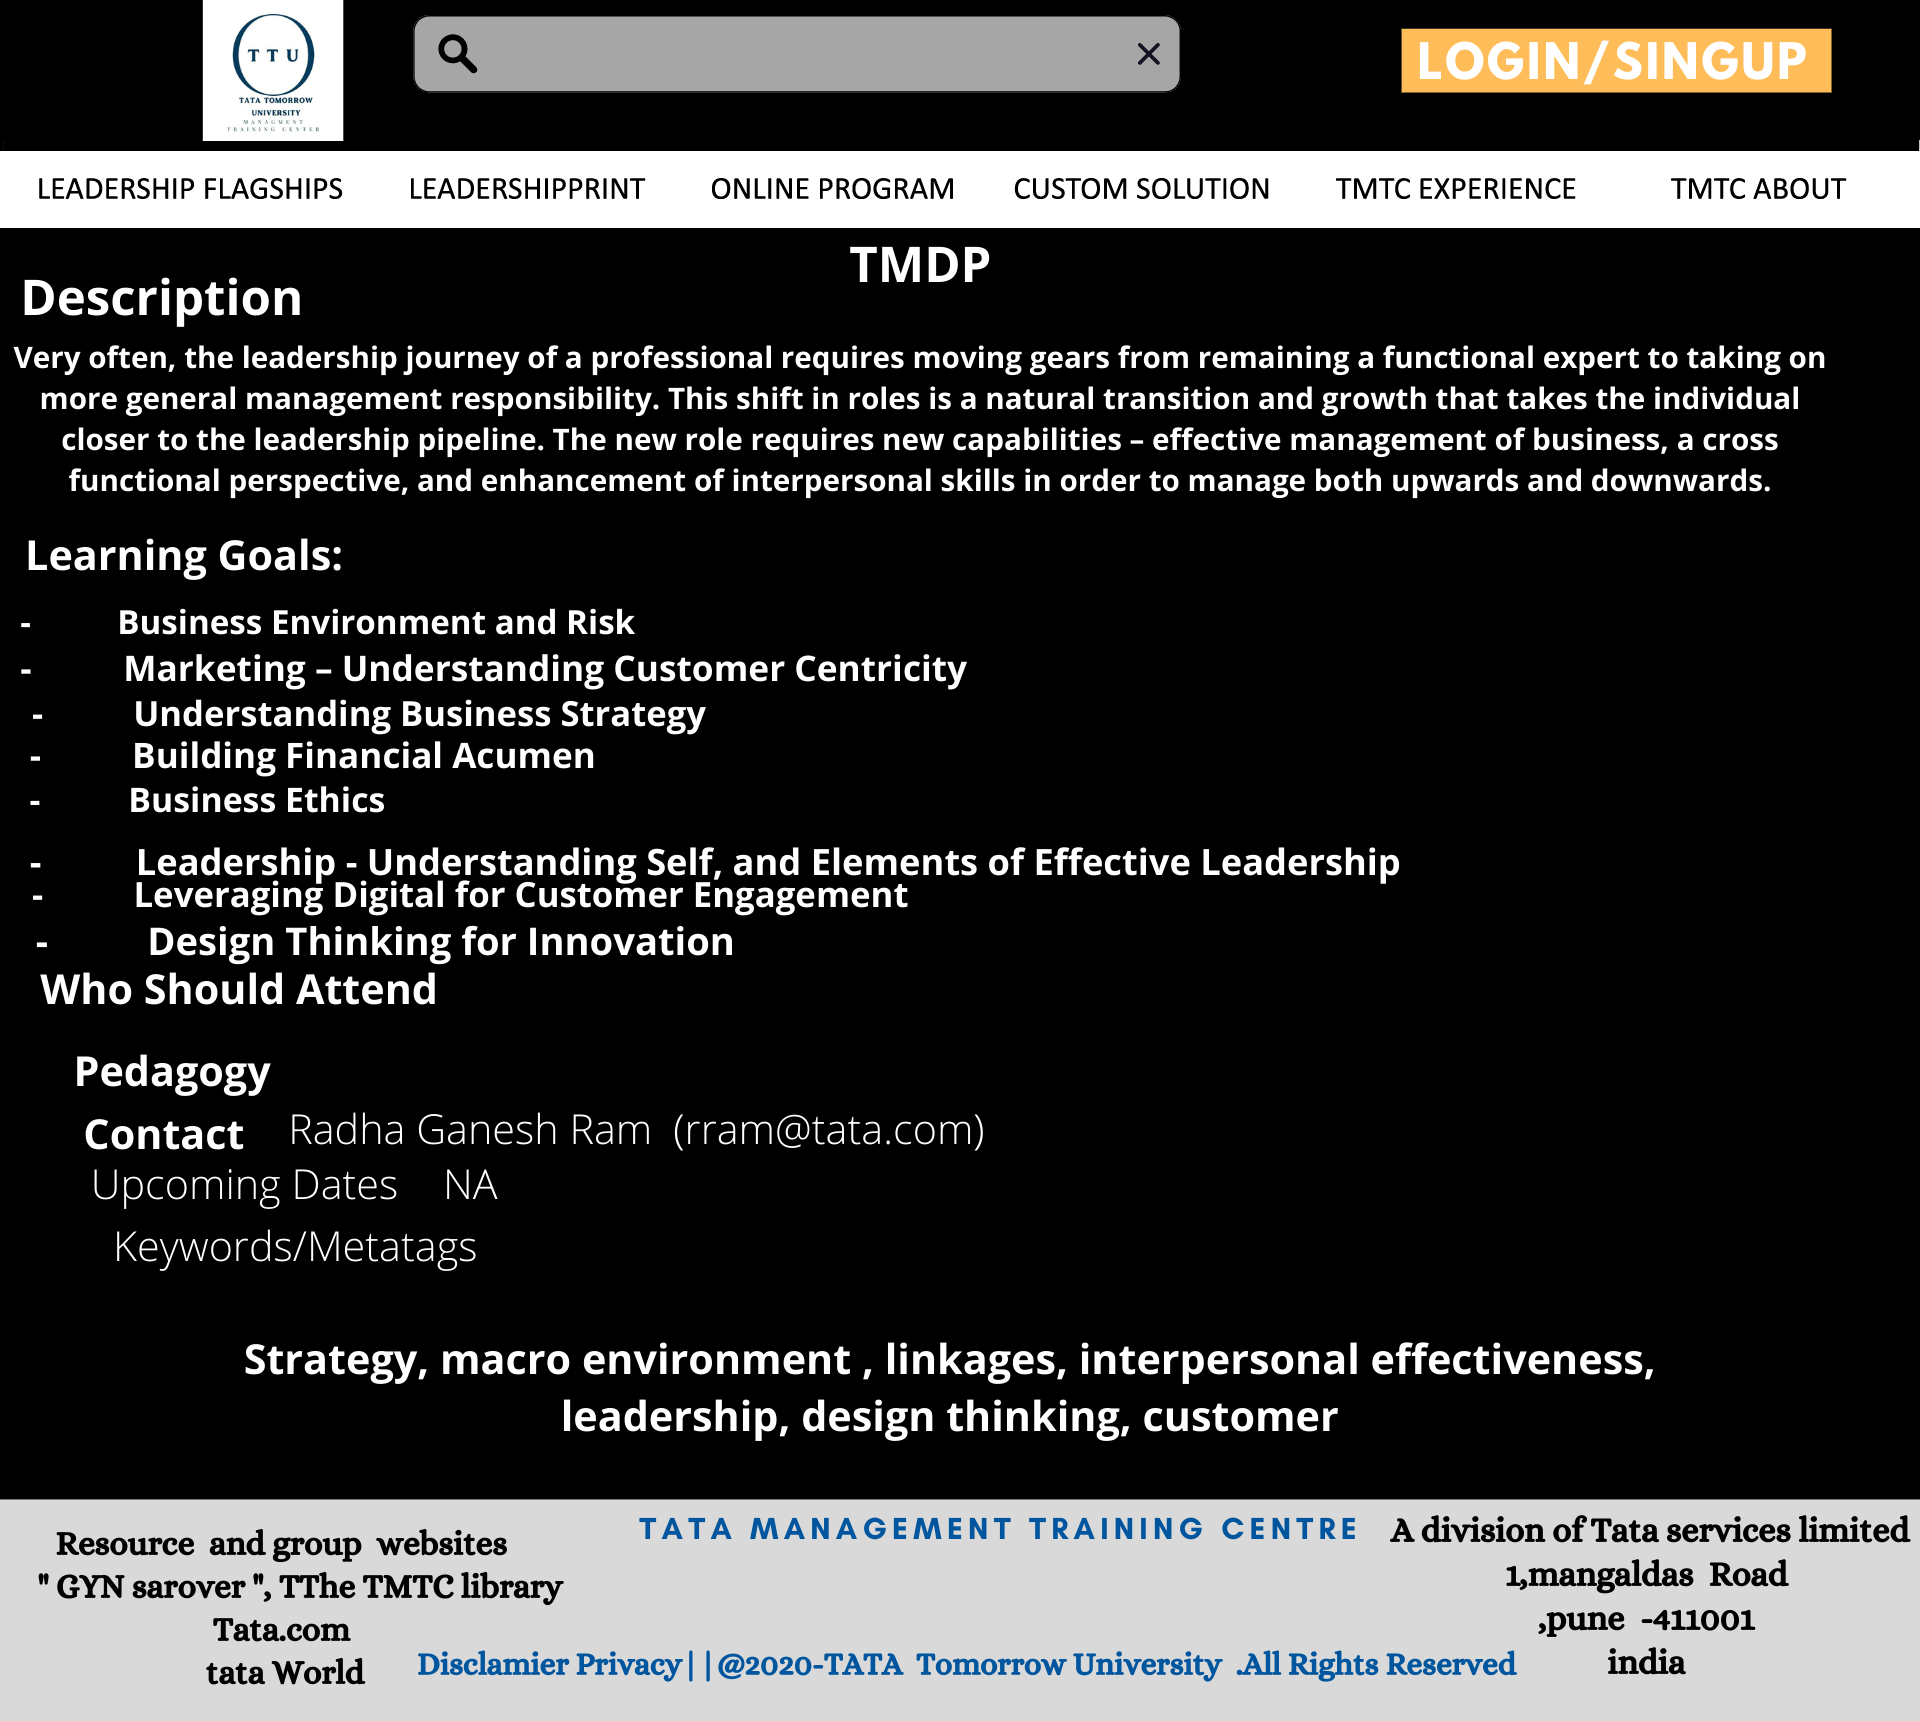 T T U
TATA TOMORROW
UNIVERSITY
MANAGMENT
TRAINING CENTER
LOGIN/SINGUP
LEADERSHIP FLAGSHIPS
LEADERSHIPPRINT
ONLINE PROGRAM
CUSTOM SOLUTION
TMTC EXPERIENCE
TMTC ABOUT
TMDP
Description
Very often, the leadership journey of a professional requires moving gears from remaining a functional expert to taking on
more general management responsibility. This shift in roles is a natural transition and growth that takes the individual
closer to the leadership pipeline. The new role requires new capabilities – effective management of business, a cross
functional perspective, and enhancement of interpersonal skills in order to manage both upwards and downwards.
Learning Goals:
- Business Environment and Risk
- Marketing – Understanding Customer Centricity
- Understanding Business Strategy
- Building Financial Acumen
- Business Ethics
- Leadership - Understanding Self, and Elements of Effective Leadership
- Leveraging Digital for Customer Engagement
- Design Thinking for Innovation
Who Should Attend
Pedagogy
Contact Radha Ganesh Ram (rram@tata.com)
Upcoming Dates NA
Keywords/Metatags
Strategy, macro environment , linkages, interpersonal effectiveness,
leadership, design thinking, customer
Resource and group websites
" GYN sarover ", TThe TMTC library
Tata.com
tata World
TATA MANAGEMENT TRAINING CENTRE
Disclamier Privacy||@2020-TATA Tomorrow University .All Rights Reserved
A division of Tata services limited
1,mangaldas Road
,pune -411001
india